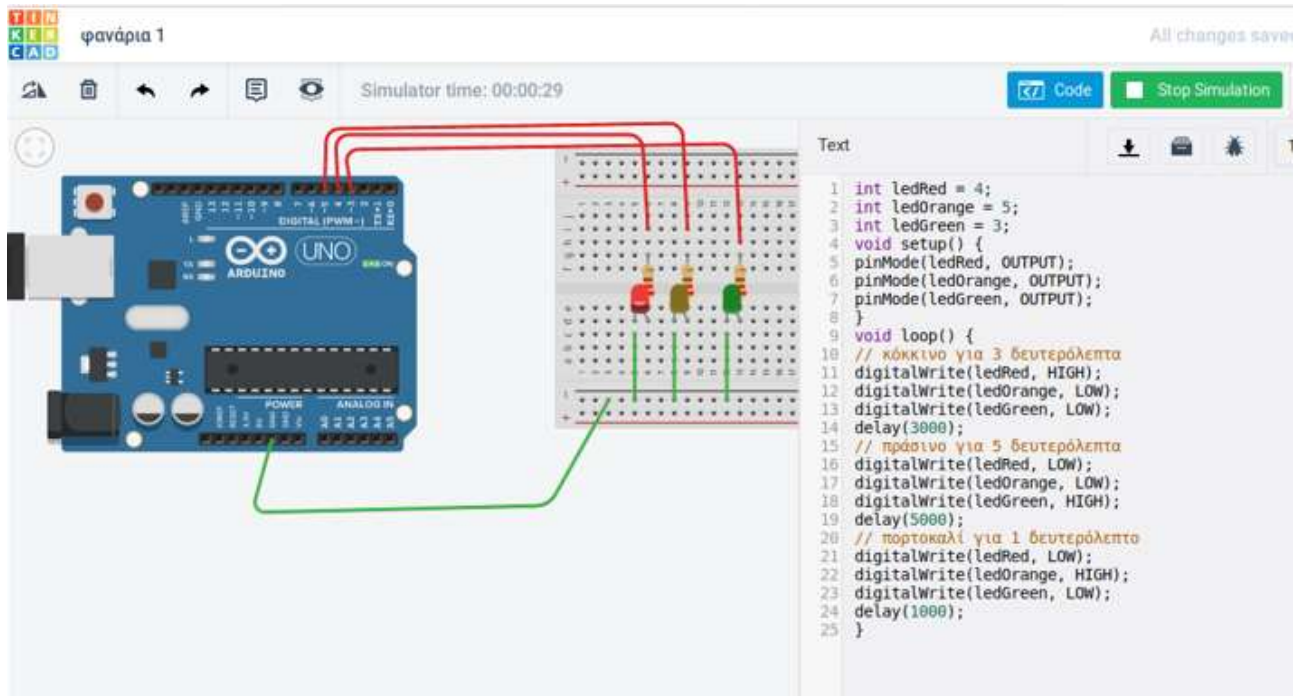 TIN
KER
CAD
φανάρια 1
All changes saved
Simulator time: 00:00:29
Code
Stop Simulation
Text
DIGITAL (PWM~)
UNO
ARDUINO
POWER
ANALOG IN
1 int ledRed = 4;
2 int ledOrange = 5;
3 int ledGreen = 3;
4 void setup() {
5 pinMode(ledRed, OUTPUT);
6 pinMode(ledOrange, OUTPUT);
7 pinMode(ledGreen, OUTPUT);
8 }
9 void loop() {
10 // κόκκινο για 3 δευτερόλεπτα
11 digitalWrite(ledRed, HIGH);
12 digitalWrite(ledOrange, LOW);
13 digitalWrite(ledGreen, LOW);
14 delay(3000);
15 // πράσινο για 5 δευτερόλεπτα
16 digitalWrite(ledRed, LOW);
17 digitalWrite(ledOrange, LOW);
18 digitalWrite(ledGreen, HIGH);
19 delay(5000);
20 // πορτοκαλί για 1 δευτερόλεπτο
21 digitalWrite(ledRed, LOW);
22 digitalWrite(ledOrange, HIGH);
23 digitalWrite(ledGreen, LOW);
24 delay(1000);
25 }